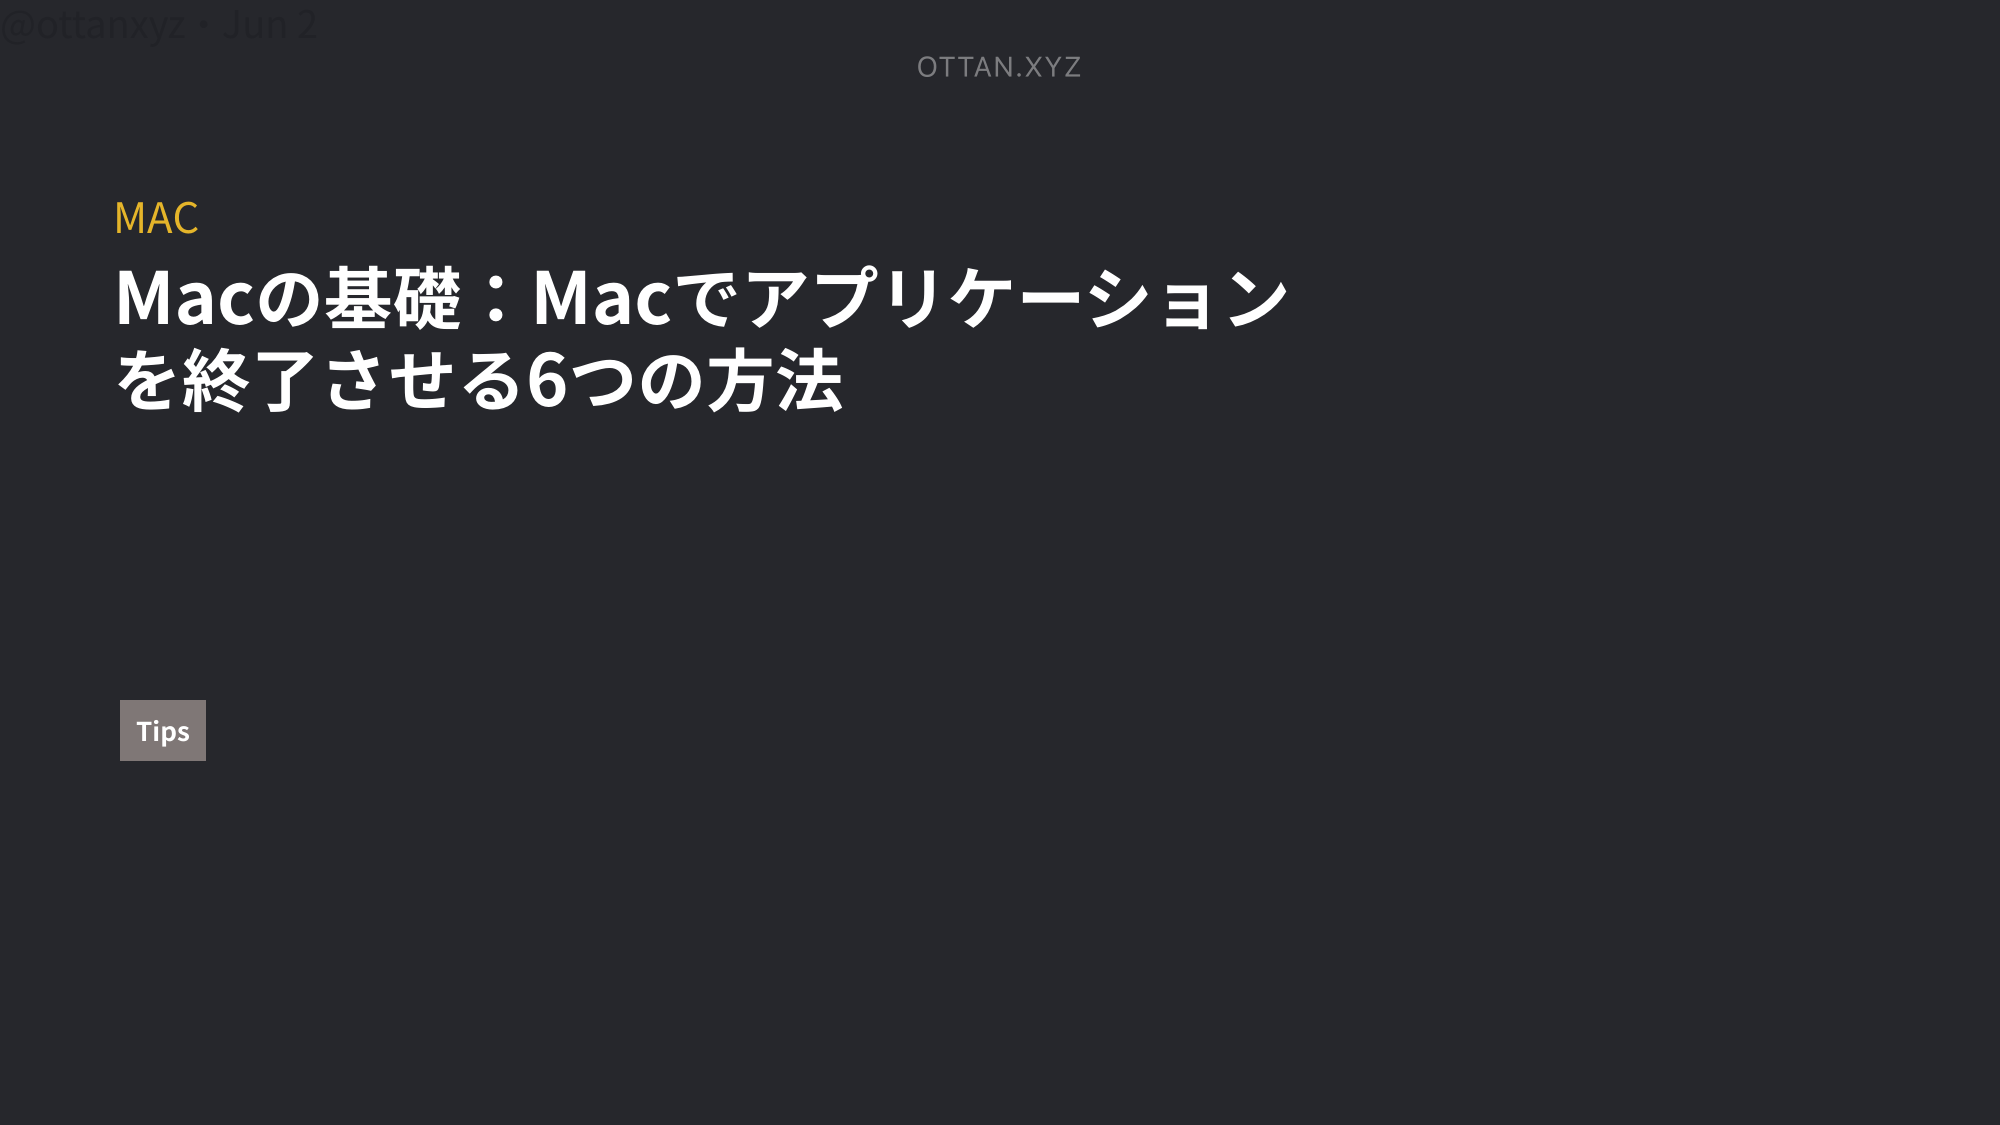 @ottanxyz・Jun 2
OTTAN.XYZ
MAC
Macの基礎：Macでアプリケーション
を終了させる6つの方法
Tips